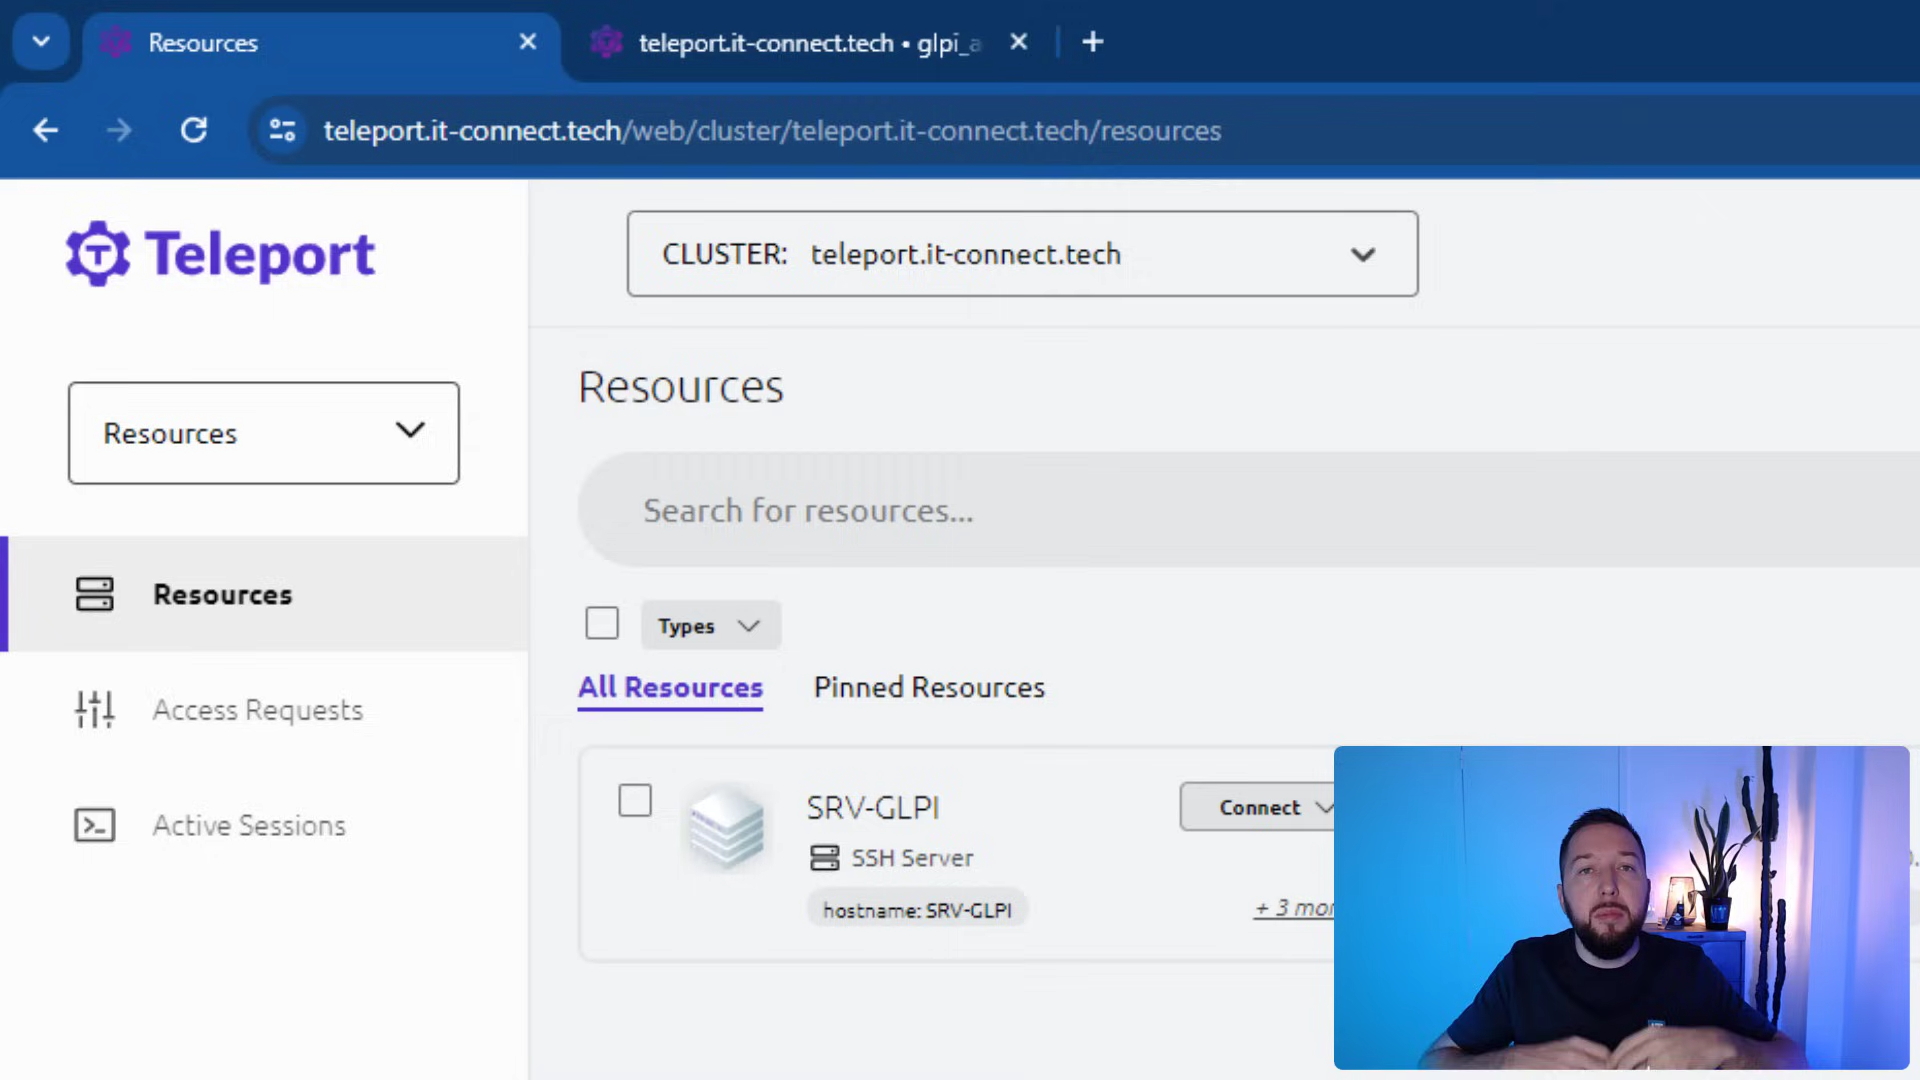 Resources
teleport.it-connect.tech • glpi_a
teleport.it-connect.tech/web/cluster/teleport.it-connect.tech/resources
Teleport
CLUSTER: teleport.it-connect.tech
Resources
Resources
Search for resources...
Resources
Types
All Resources
Pinned Resources
Access Requests
SRV-GLPI
Connect
Active Sessions
SSH Server
hostname: SRV-GLPI
+ 3 mor